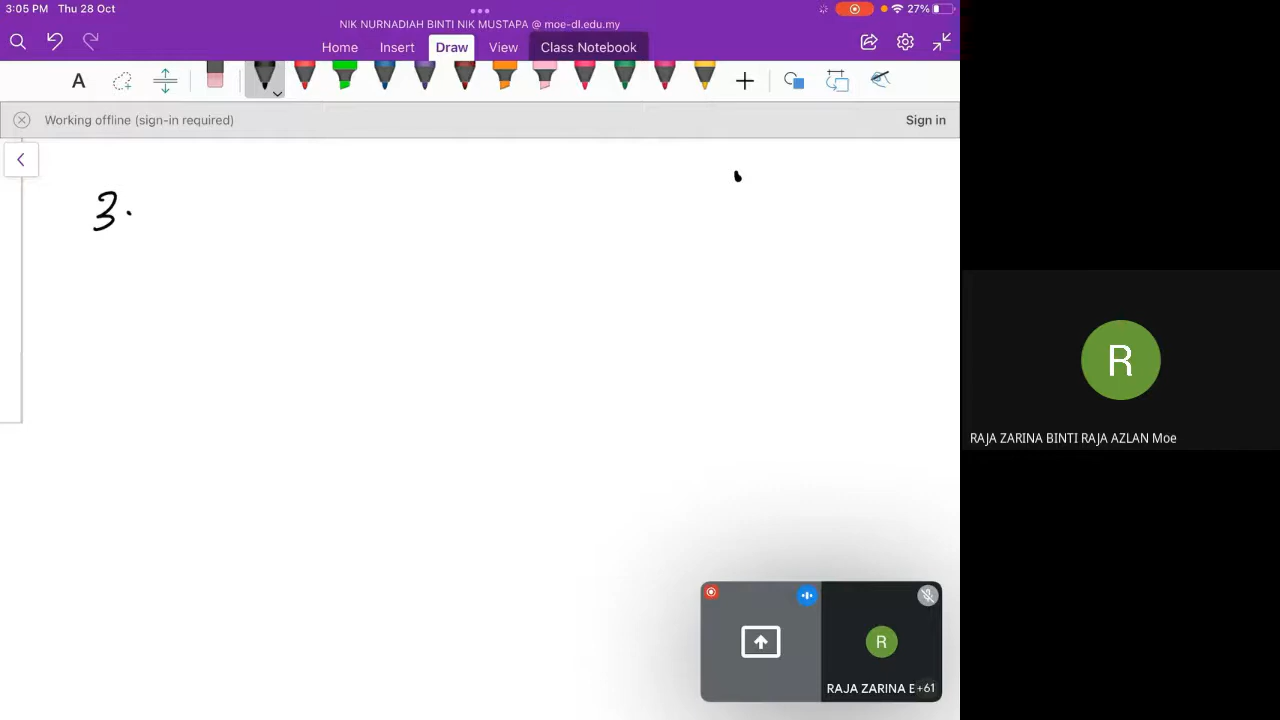 3:05 PM Thu 28 Oct
27%
NIK NURNADIAH BINTI NIK MUSTAPA @ moe-dl.edu.my
Home Insert Draw View Class Notebook
A
Working offline (sign-in required)
Sign in
3.
R
RAJA ZARINA BINTI RAJA AZLAN Moe
R
RAJA ZARINA E +61